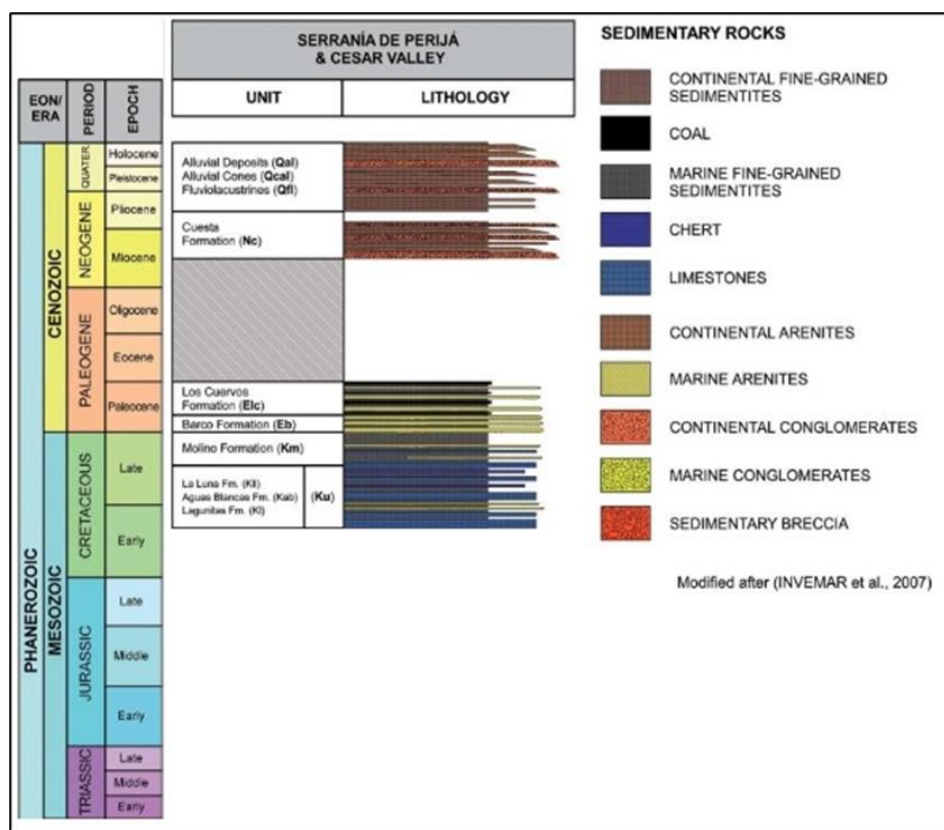 SERRANÍA DE PERIJÁ
& CESAR VALLEY
EON/
ERA
PERIOD
EPOCH
UNIT
LITHOLOGY
PHANEROZOIC
CENOZOIC
MESOZOIC
QUATER.
NEOGENE
PALEOGENE
CRETACEOUS
JURASSIC
TRIASSIC
Holocene
Pleistocene
Pliocene
Miocene
Oligocene
Eocene
Paleocene
Late
Early
Late
Middle
Early
Late
Middle
Early
Alluvial Deposits (Qal)
Alluvial Cones (Qcal)
Fluviolacustrinos (Qfl)
Cuesta
Formation (Nc)
Los Cuervos
Formation (Elc)
Barco Formation (Eb)
Molino Formation (Km)
La Luna Fm. (Kll)
Aguas Blancas Fm. (Kab)
Lagunitas Fm. (Kl)
(Ku)
SEDIMENTARY ROCKS
CONTINENTAL FINE-GRAINED
SEDIMENTITES
COAL
MARINE FINE-GRAINED
SEDIMENTITES
CHERT
LIMESTONES
CONTINENTAL ARENITES
MARINE ARENITES
CONTINENTAL CONGLOMERATES
MARINE CONGLOMERATES
SEDIMENTARY BRECCIA
Modified after (INVEMAR et al., 2007)